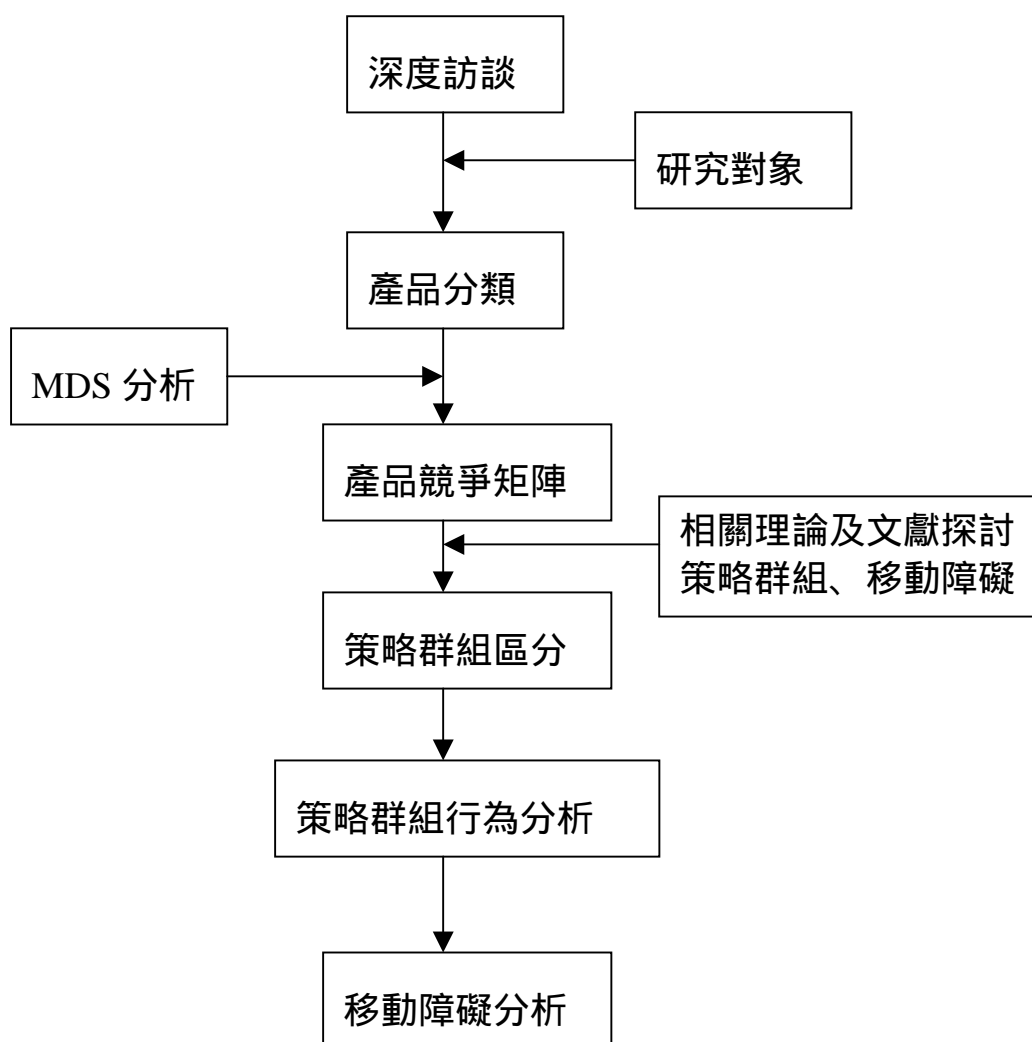 深度訪談
研究對象
產品分類
MDS 分析
產品競爭矩陣
相關理論及文獻探討
策略群組、移動障礙
策略群組區分
策略群組行為分析
移動障礙分析